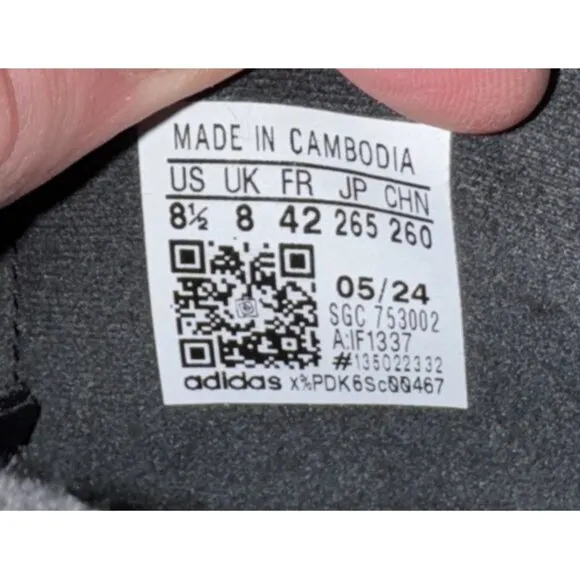 MADE IN CAMBODIA
US UK FR JP CHN
8½ 8 42 265 260
05/24
SGC 753002
A:IF1337
#135022332
adidas x%PDK6Sc00467